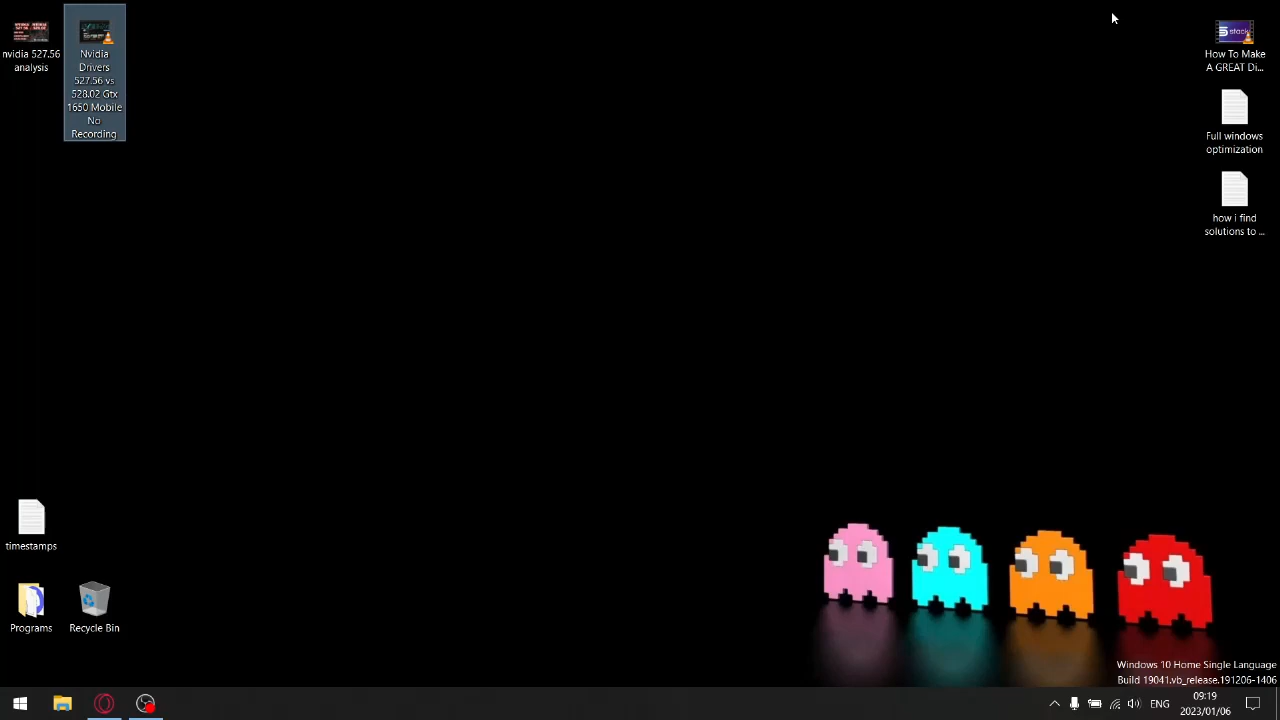 nvidia 527.56
analysis
Nvidia
Drivers
527.56 vs
528.02 Gtx
1650 Mobile
No
Recording
stock
How To Make
A GREAT Di...
Full windows
optimization
how i find
solutions to ...
timestamps
Programs
Recycle Bin
Windows 10 Home Single Language
Build 19041.vb_release.191206-1406
ENG
09:19
2023/01/06